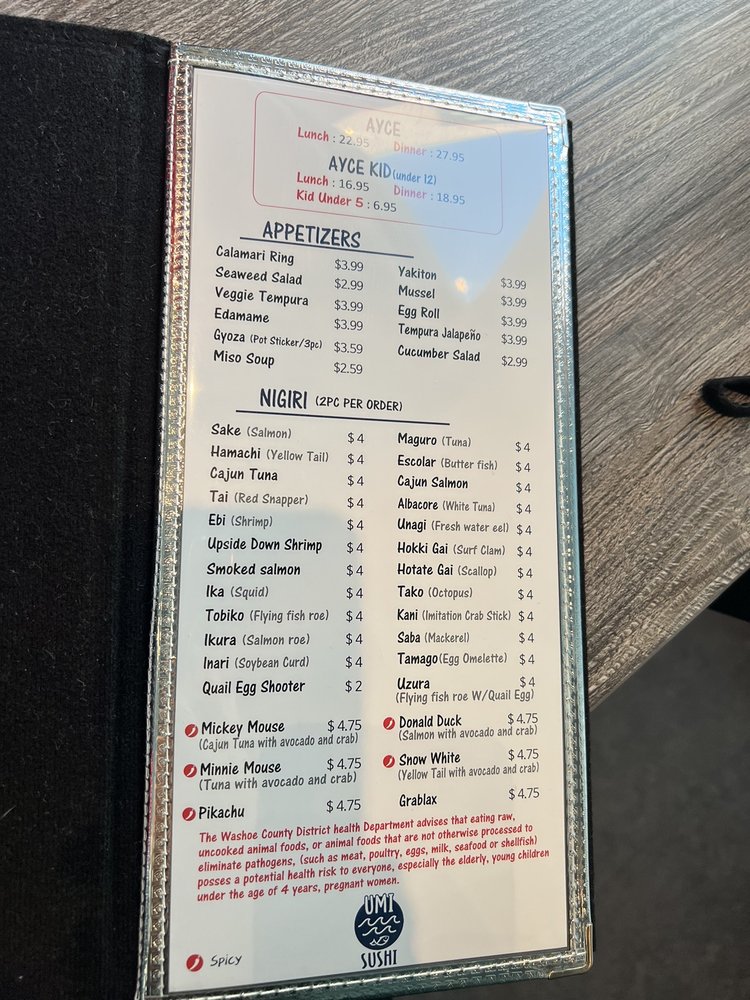 AYCE
Lunch : 22.95 Dinner : 27.95
AYCE KID(under 12)
Lunch : 16.95 Dinner : 18.95
Kid Under 5 : 6.95
APPETIZERS
Calamari Ring $3.99
Seaweed Salad $2.99
Veggie Tempura $3.99
Edamame $3.99
Gyoza (Pot Sticker/3pc) $3.59
Miso Soup $2.59
Yakiton $3.99
Mussel $3.99
Egg Roll $3.99
Tempura Jalapeño $3.99
Cucumber Salad $2.99
NIGIRI (2PC PER ORDER)
Sake (Salmon) $4
Hamachi (Yellow Tail) $4
Cajun Tuna $4
Tai (Red Snapper) $4
Ebi (Shrimp) $4
Upside Down Shrimp $4
Smoked salmon $4
Ika (Squid) $4
Tobiko (Flying fish roe) $4
Ikura (Salmon roe) $4
Inari (Soybean Curd) $4
Quail Egg Shooter $2
Maguro (Tuna) $4
Escolar (Butter fish) $4
Cajun Salmon $4
Albacore (White Tuna) $4
Unagi (Fresh water eel) $4
Hokki Gai (Surf Clam) $4
Hotate Gai (Scallop) $4
Tako (Octopus) $4
Kani (Imitation Crab Stick) $4
Saba (Mackerel) $4
Tamago(Egg Omelette) $4
Uzura $4
(Flying fish roe W/Quail Egg)
Mickey Mouse $4.75
(Cajun Tuna with avocado and crab)
Minnie Mouse $4.75
(Tuna with avocado and crab)
Pikachu $4.75
Donald Duck $4.75
(Salmon with avocado and crab)
Snow White $4.75
(Yellow Tail with avocado and crab)
Grablax $4.75
The Washoe County District health Department advises that eating raw,
uncooked animal foods, or animal foods that are not otherwise processed to
eliminate pathogens, (such as meat, poultry, eggs, milk, seafood or shellfish)
posses a potential health risk to everyone, especially the elderly, young children
under the age of 4 years, pregnant women.
UMI
SUSHI
SPICY